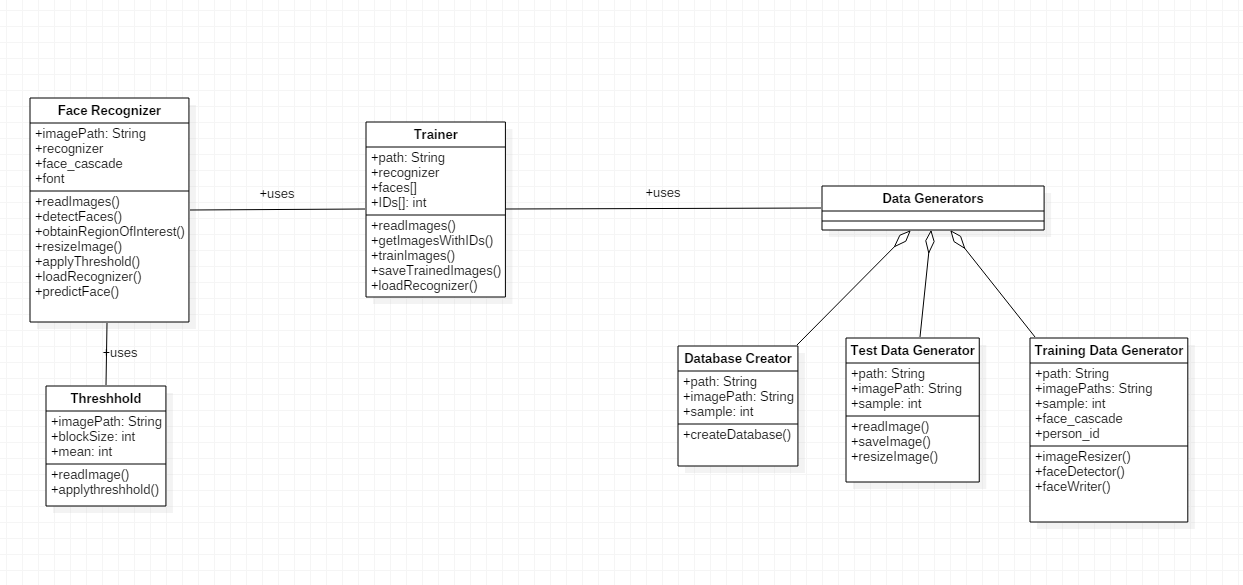 Face Recognizer
+imagePath: String
+recognizer
+face_cascade
+font
+readImages()
+detectFaces()
+obtainRegionOfInterest()
+resizeImage()
+applyThreshold()
+loadRecognizer()
+predictFace()
+uses
Threshhold
+imagePath: String
+blockSize: int
+mean: int
+readImage()
+applythreshhold()
+uses
Trainer
+path: String
+recognizer
+faces[]
+IDs[]: int
+readImages()
+getImagesWithIDs()
+trainImages()
+saveTrainedImages()
+loadRecognizer()
+uses
Data Generators
Database Creator
+path: String
+imagePath: String
+sample: int
+createDatabase()
Test Data Generator
+path: String
+imagePath: String
+sample: int
+readImage()
+saveImage()
+resizeImage()
Training Data Generator
+path: String
+imagePaths: String
+sample: int
+face_cascade
+person_id
+imageResizer()
+faceDetector()
+faceWriter()